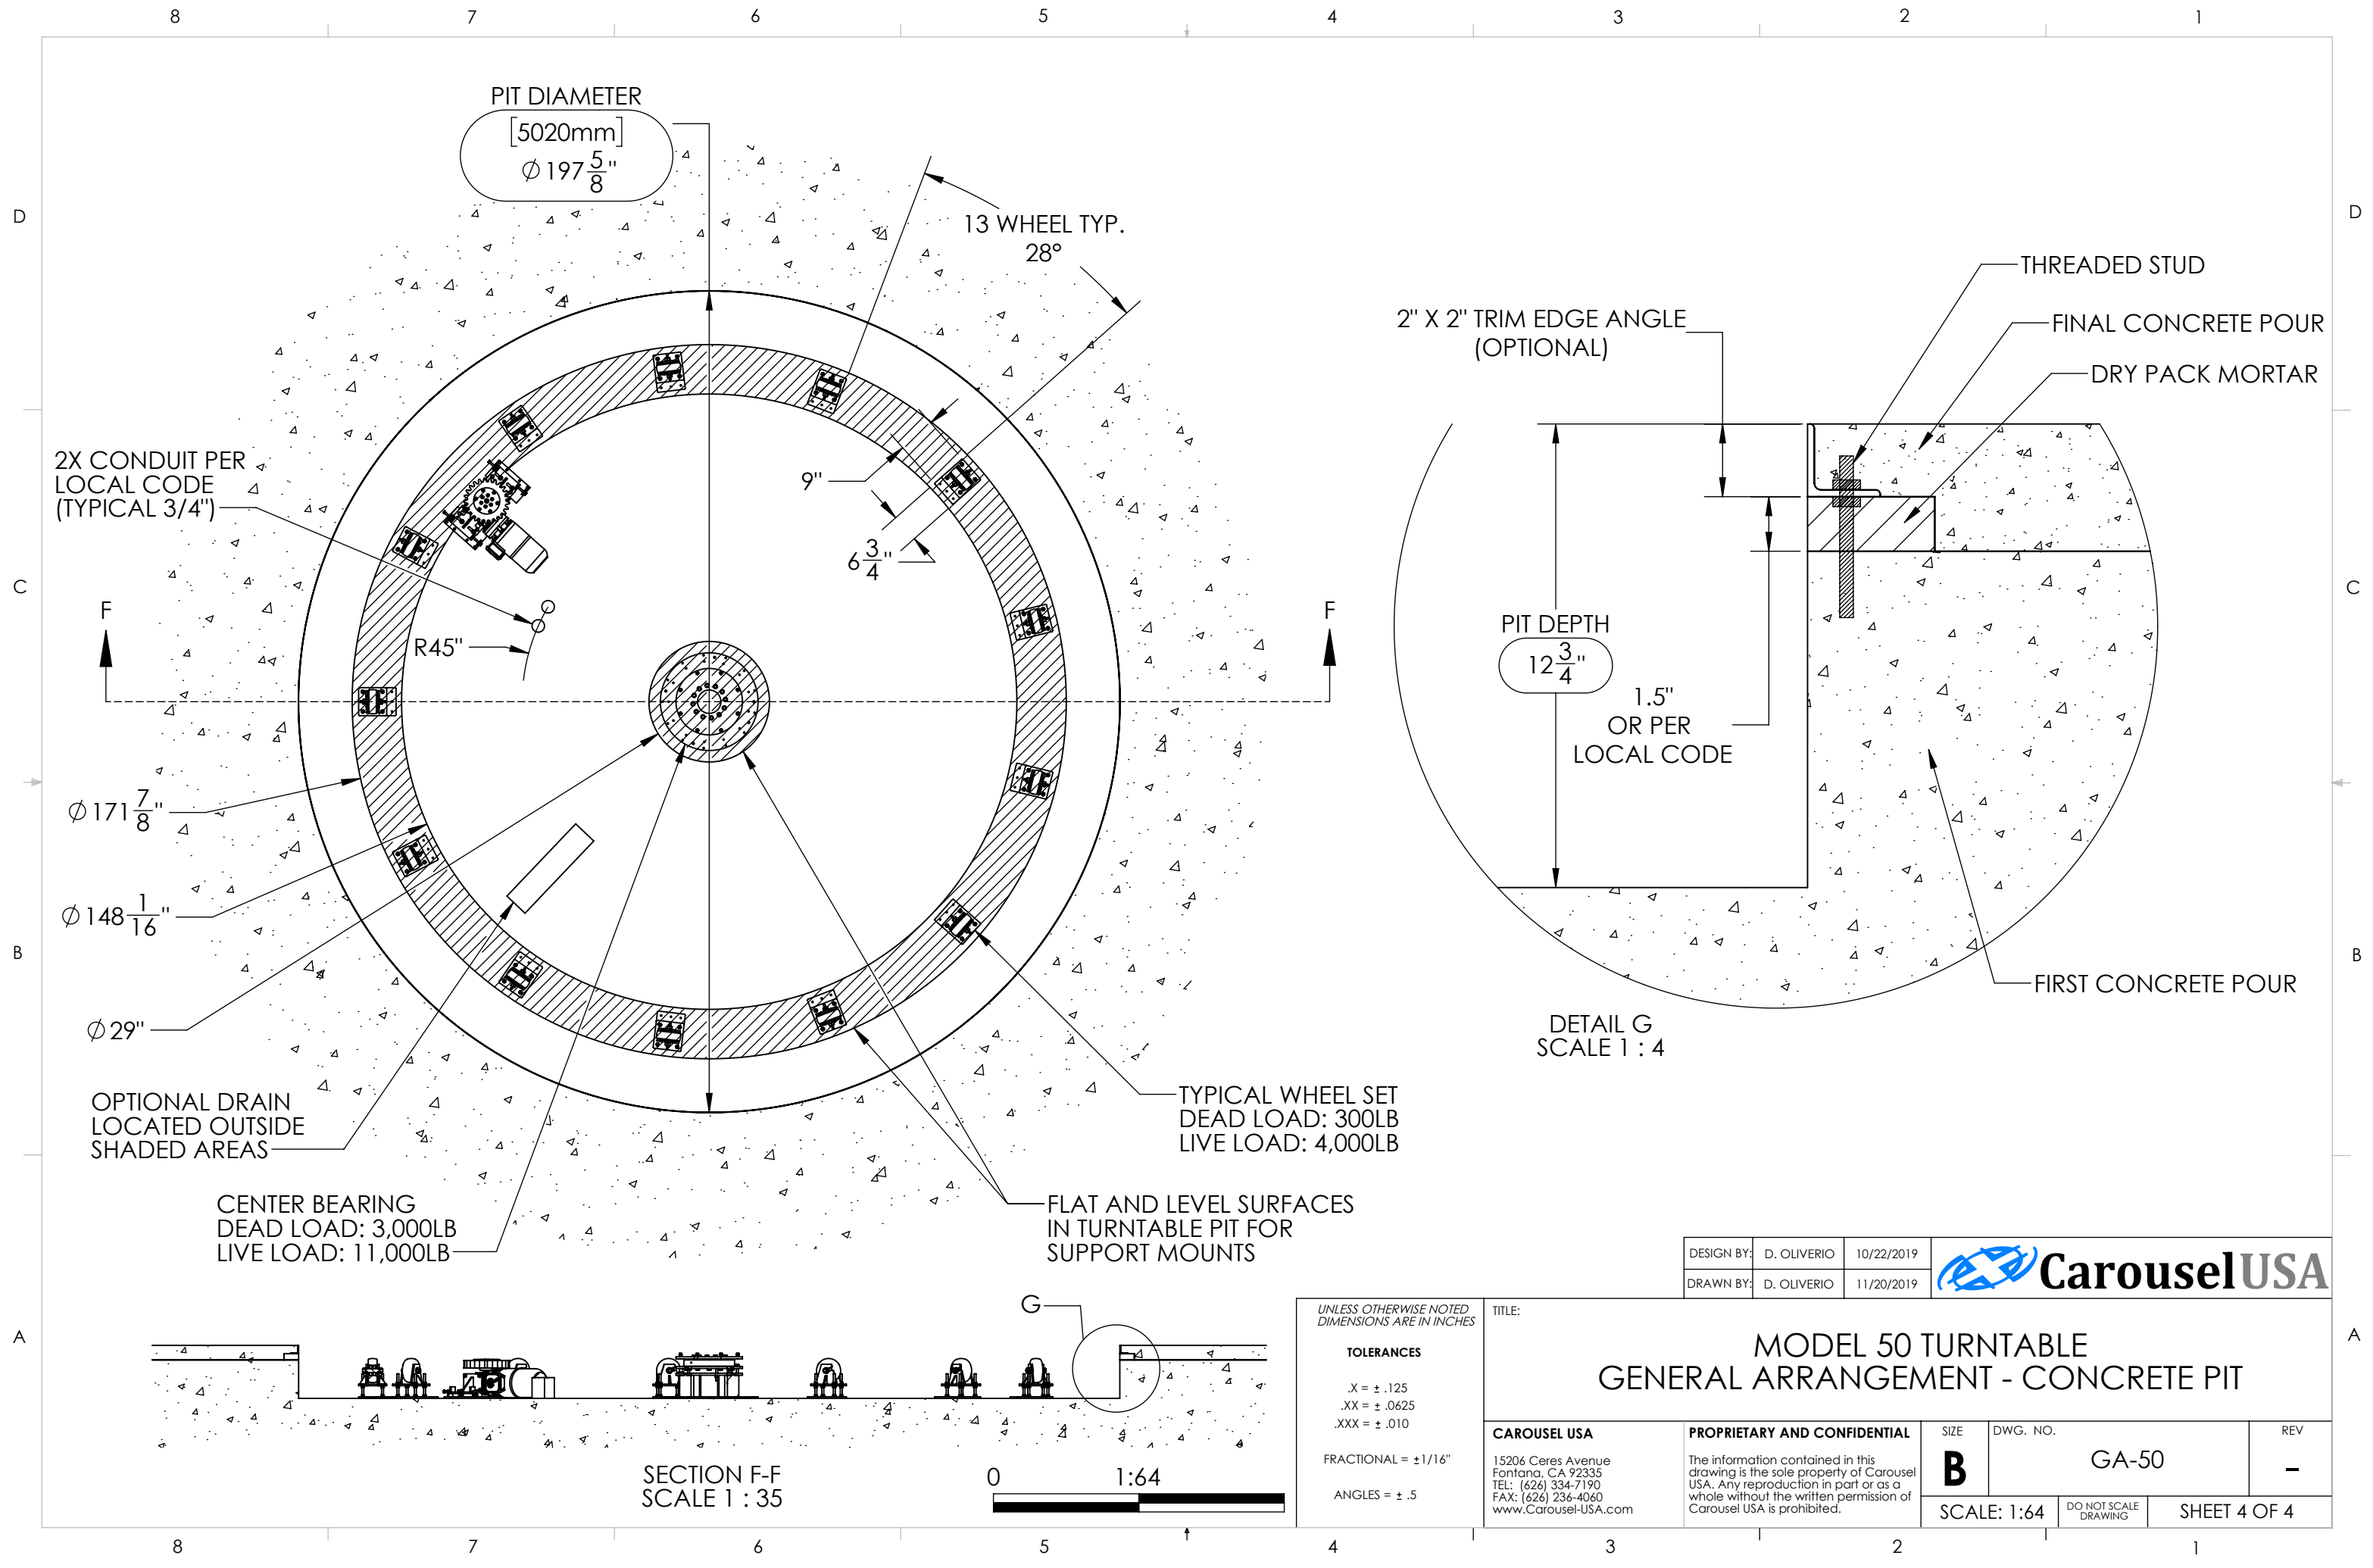 8 7 6 5 4 3 2 1
D
D
C
C
B
B
A
A
PIT DIAMETER
[5020mm]
∅197 5/8"
13 WHEEL TYP.
28°
2X CONDUIT PER
LOCAL CODE
(TYPICAL 3/4")
9"
6 3/4"
R45"
F
F
∅171 7/8"
∅148 1/16"
∅29"
OPTIONAL DRAIN
LOCATED OUTSIDE
SHADED AREAS
CENTER BEARING
DEAD LOAD: 3,000LB
LIVE LOAD: 11,000LB
TYPICAL WHEEL SET
DEAD LOAD: 300LB
LIVE LOAD: 4,000LB
FLAT AND LEVEL SURFACES
IN TURNTABLE PIT FOR
SUPPORT MOUNTS
THREADED STUD
FINAL CONCRETE POUR
DRY PACK MORTAR
2" X 2" TRIM EDGE ANGLE
(OPTIONAL)
PIT DEPTH
12 3/4"
1.5"
OR PER
LOCAL CODE
FIRST CONCRETE POUR
DETAIL G
SCALE 1 : 4
G
SECTION F-F
SCALE 1 : 35
0 1:64
DESIGN BY: D. OLIVERIO 10/22/2019
DRAWN BY: D. OLIVERIO 11/20/2019
CarouselUSA
UNLESS OTHERWISE NOTED
DIMENSIONS ARE IN INCHES
TOLERANCES
.X = ± .125
.XX = ± .0625
.XXX = ± .010
FRACTIONAL = ±1/16"
ANGLES = ± .5
TITLE:
MODEL 50 TURNTABLE
GENERAL ARRANGEMENT - CONCRETE PIT
CAROUSEL USA
15206 Ceres Avenue
Fontana, CA 92335
TEL: (626) 334-7190
FAX: (626) 236-4060
www.Carousel-USA.com
PROPRIETARY AND CONFIDENTIAL
The information contained in this
drawing is the sole property of Carousel
USA. Any reproduction in part or as a
whole without the written permission of
Carousel USA is prohibited.
SIZE
B
DWG. NO.
GA-50
REV
–
SCALE: 1:64
DO NOT SCALE
DRAWING
SHEET 4 OF 4
8 7 6 5 4 3 2 1